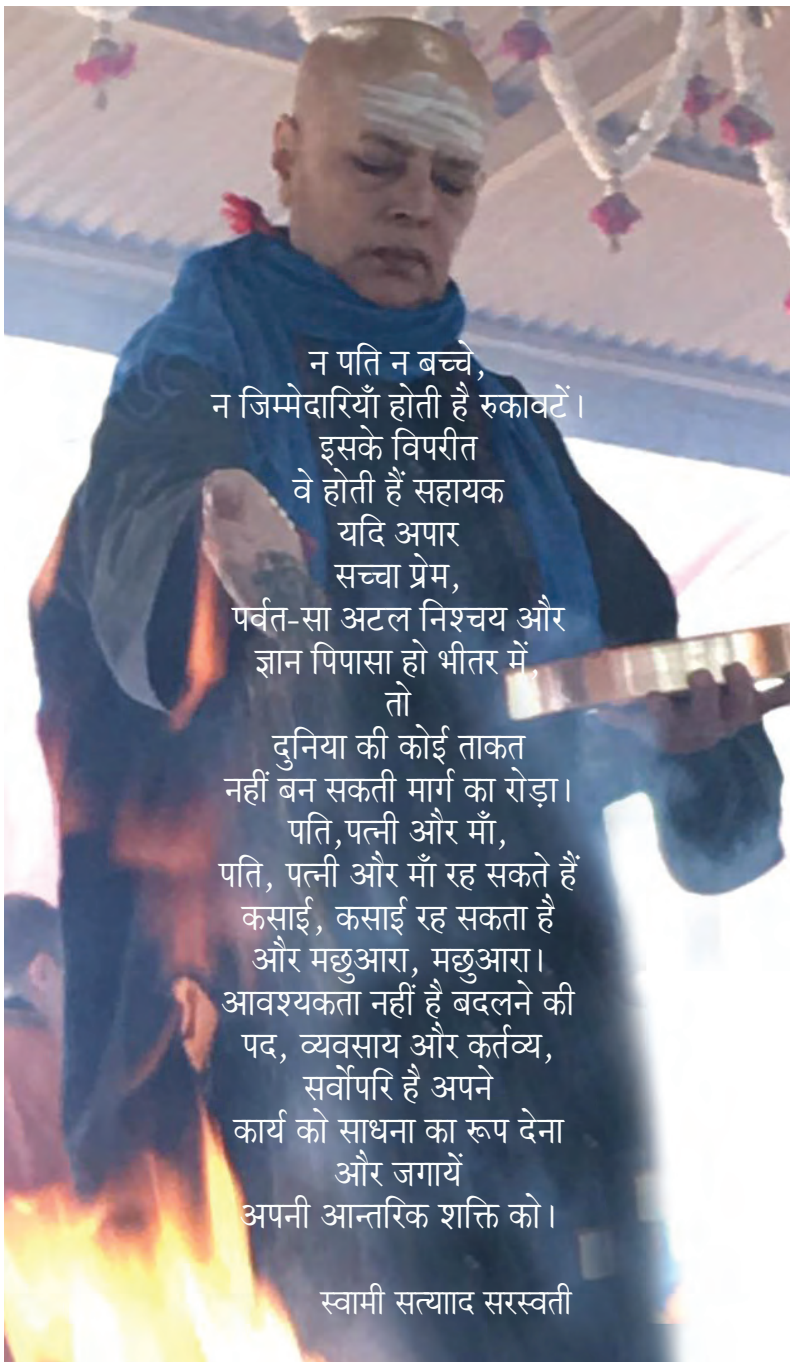 न पति न बच्चे,
न जिम्मेदारियाँ होती है रुकावटें।
इसके विपरीत
वे होती हैं सहायक
यदि अपार
सच्चा प्रेम,
पर्वत-सा अटल निश्चय और
ज्ञान पिपासा हो भीतर में,
तो
दुनिया की कोई ताकत
नहीं बन सकती मार्ग का रोड़ा।
पति,पत्नी और माँ,
पति, पत्नी और माँ रह सकते हैं
कसाई, कसाई रह सकता है
और मछुआरा, मछुआरा।
आवश्यकता नहीं है बदलने की
पद, व्यवसाय और कर्तव्य,
सर्वोपरि है अपने
कार्य को साधना का रूप देना
और जगायें
अपनी आन्तरिक शक्ति को।
स्वामी सत्यााद सरस्वती